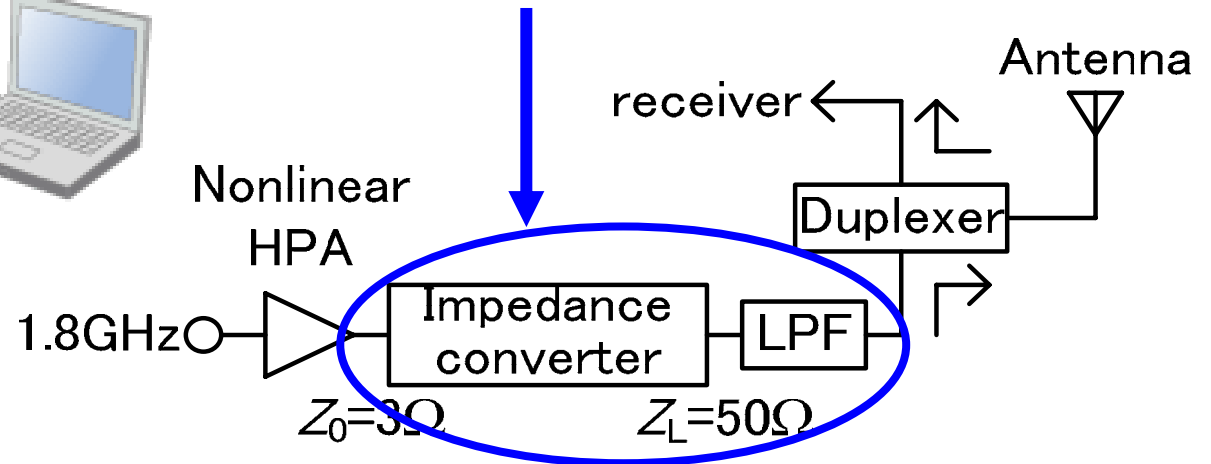 Antenna
receiver
Nonlinear
HPA
Duplexer
1.8GHz
Impedance
converter
LPF
Z0=3Ω
ZL=50Ω